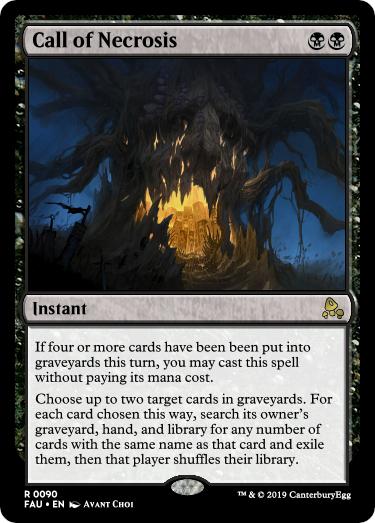 Call of Necrosis
Instant
If four or more cards have been been put into
graveyards this turn, you may cast this spell
without paying its mana cost.
Choose up to two target cards in graveyards. For
each card chosen this way, search its owner's
graveyard, hand, and library for any number of
cards with the same name as that card and exile
them, then that player shuffles their library.
R 0090
™ & © 2019 CanterburyEgg
FAU • EN Avant Choi